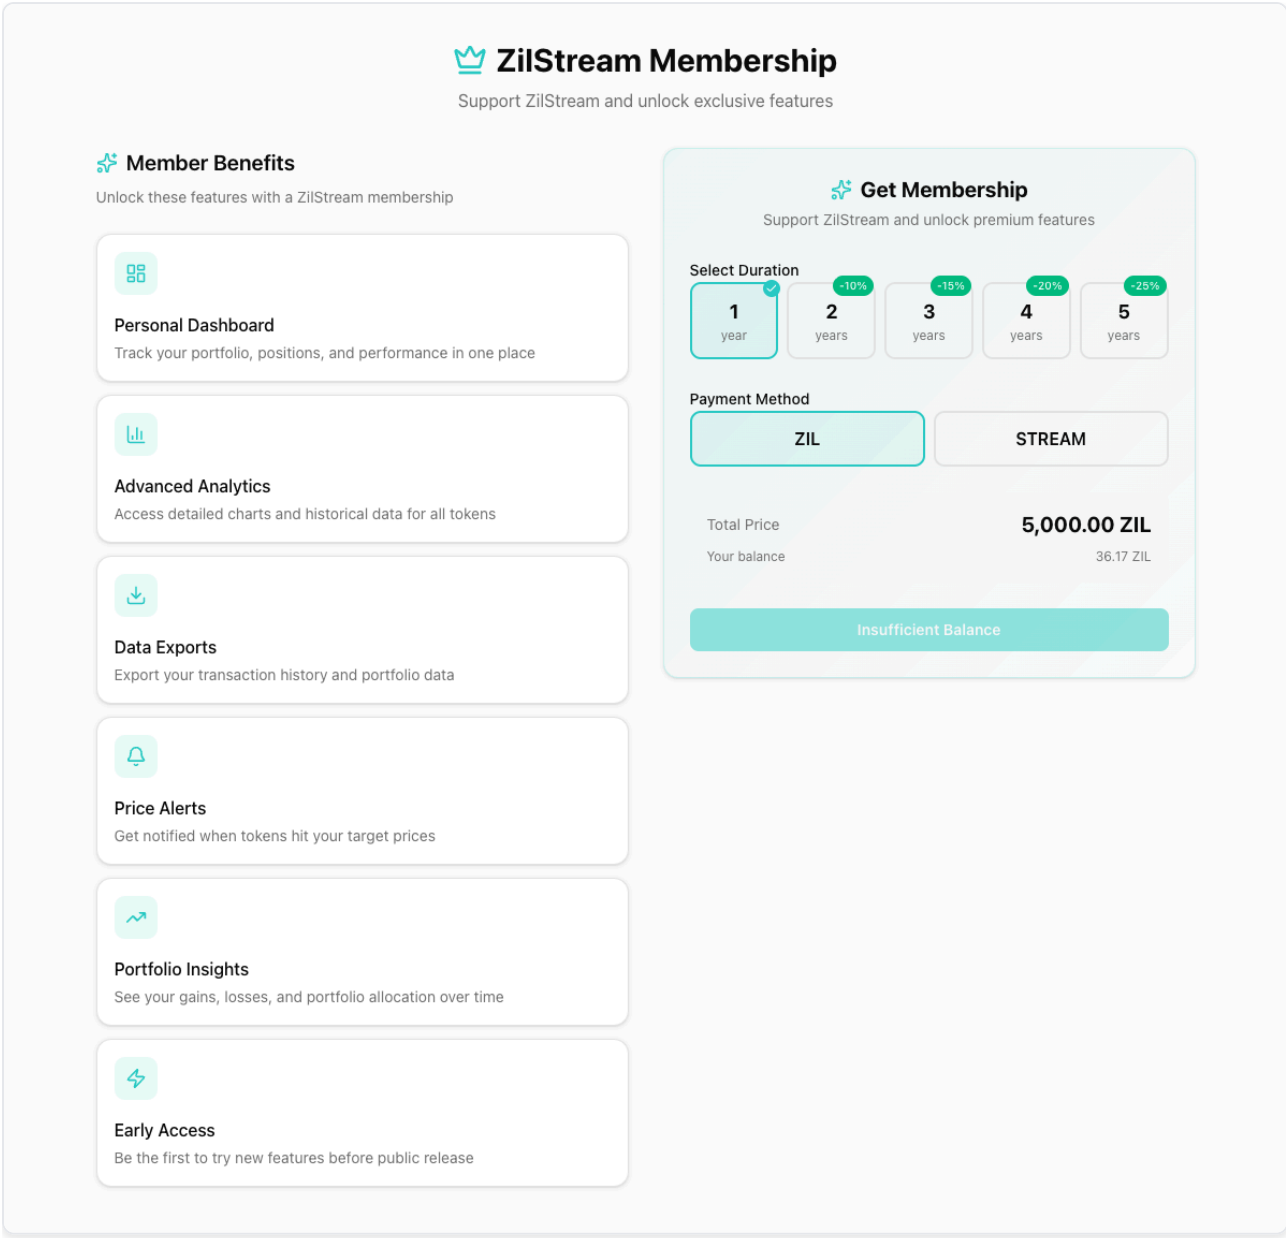 ZilStream Membership
Support ZilStream and unlock exclusive features
Member Benefits
Unlock these features with a ZilStream membership
Personal Dashboard
Track your portfolio, positions, and performance in one place
Advanced Analytics
Access detailed charts and historical data for all tokens
Data Exports
Export your transaction history and portfolio data
Price Alerts
Get notified when tokens hit your target prices
Portfolio Insights
See your gains, losses, and portfolio allocation over time
Early Access
Be the first to try new features before public release
Get Membership
Support ZilStream and unlock premium features
Select Duration
-10% -15% -20% -25%
1 2 3 4 5
year years years years years
Payment Method
ZIL STREAM
Total Price 5,000.00 ZIL
Your balance 36.17 ZIL
Insufficient Balance